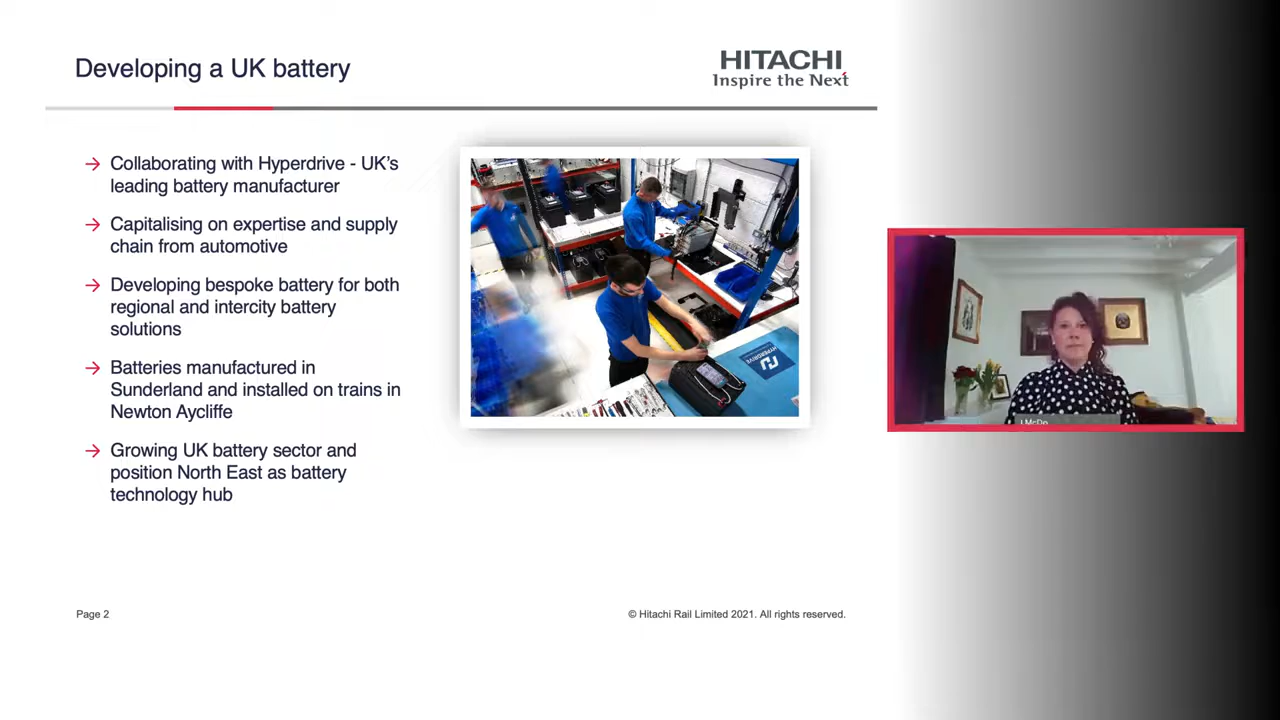 Developing a UK battery
HITACHI
Inspire the Next
→ Collaborating with Hyperdrive - UK's
leading battery manufacturer
→ Capitalising on expertise and supply
chain from automotive
→ Developing bespoke battery for both
regional and intercity battery
solutions
→ Batteries manufactured in
Sunderland and installed on trains in
Newton Aycliffe
→ Growing UK battery sector and
position North East as battery
technology hub
HYPERDRIVE
Page 2
© Hitachi Rail Limited 2021. All rights reserved.